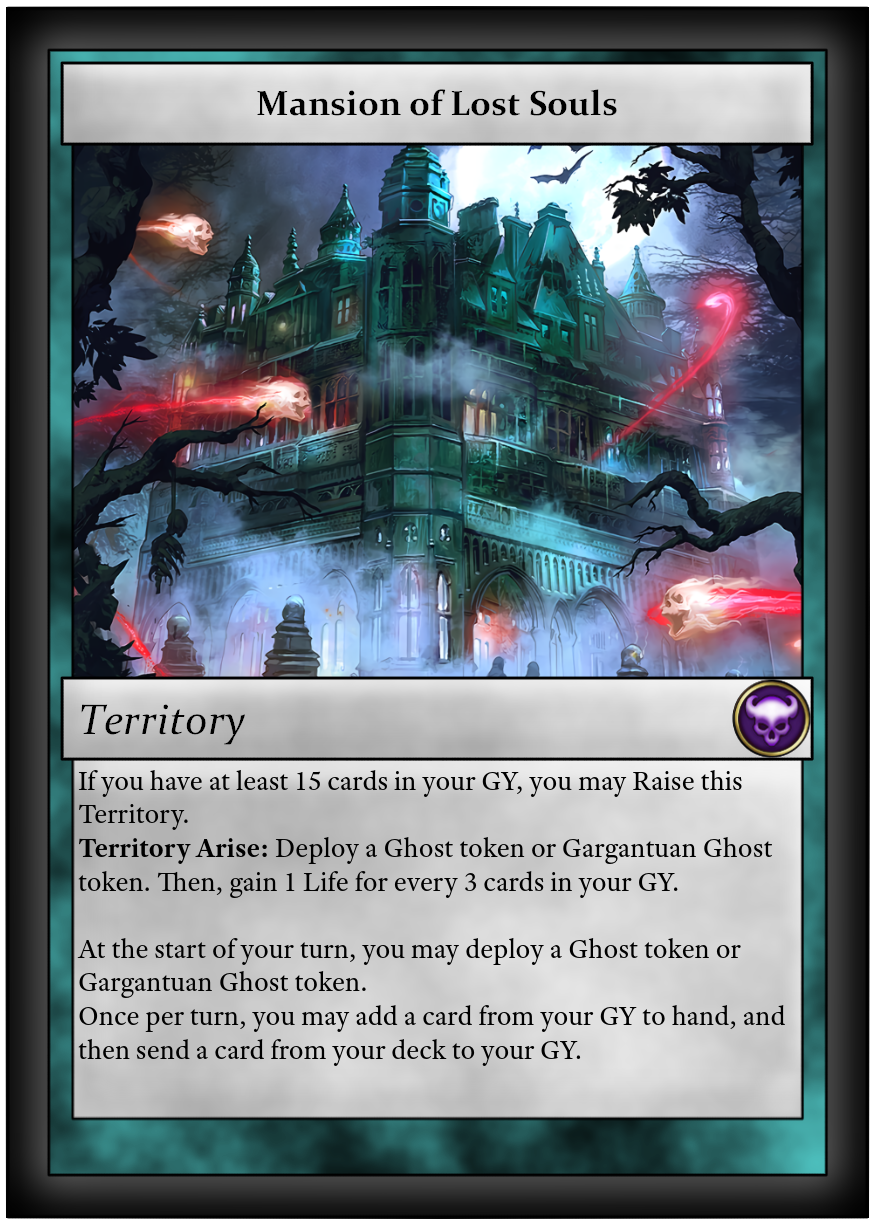 Mansion of Lost Souls
Territory
If you have at least 15 cards in your GY, you may Raise this
Territory.
Territory Arise: Deploy a Ghost token or Gargantuan Ghost
token. Then, gain 1 Life for every 3 cards in your GY.
At the start of your turn, you may deploy a Ghost token or
Gargantuan Ghost token.
Once per turn, you may add a card from your GY to hand, and
then send a card from your deck to your GY.